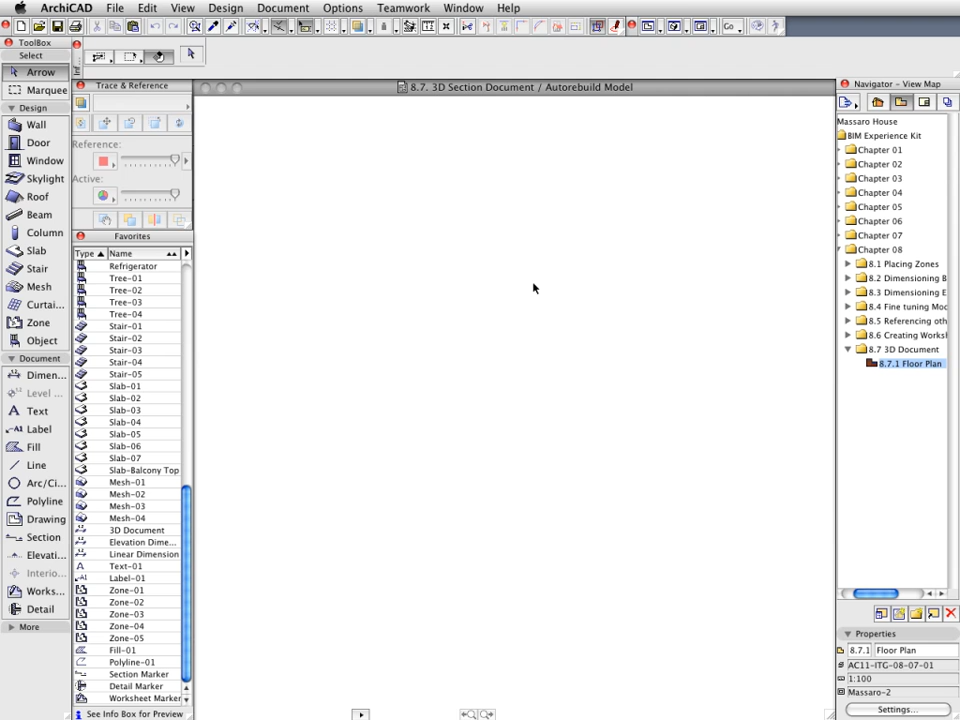 ArchiCAD File Edit View Design Document Options Teamwork Window Help
Go...
ToolBox
Select
Arrow
Marquee
Design
Wall
Door
Window
Skylight
Roof
Beam
Column
Slab
Stair
Mesh
Curtai...
Zone
Object
Document
Dimen...
Level ...
Text
Label
Fill
Line
Arc/Ci...
Polyline
Drawing
Section
Elevati...
Interio...
Works...
Detail
More
Trace & Reference
Reference:
Active:
Favorites
Type Name
Refrigerator
Tree-01
Tree-02
Tree-03
Tree-04
Stair-01
Stair-02
Stair-03
Stair-04
Stair-05
Slab-01
Slab-02
Slab-03
Slab-04
Slab-05
Slab-06
Slab-07
Slab-Balcony Top
Mesh-01
Mesh-02
Mesh-03
Mesh-04
3D Document
Elevation Dime...
Linear Dimension
Text-01
Label-01
Zone-01
Zone-02
Zone-03
Zone-04
Zone-05
Fill-01
Polyline-01
Section Marker
Detail Marker
Worksheet Marker
See Info Box for Preview
8.7. 3D Section Document / Autorebuild Model
Navigator - View Map
Massaro House
BIM Experience Kit
Chapter 01
Chapter 02
Chapter 03
Chapter 04
Chapter 05
Chapter 06
Chapter 07
Chapter 08
8.1 Placing Zones
8.2 Dimensioning B
8.3 Dimensioning E
8.4 Fine tuning Moc
8.5 Referencing oth
8.6 Creating Worksl
8.7 3D Document
8.7.1 Floor Plan
Properties
8.7.1 Floor Plan
AC11-ITG-08-07-01
1:100
Massaro-2
Settings...